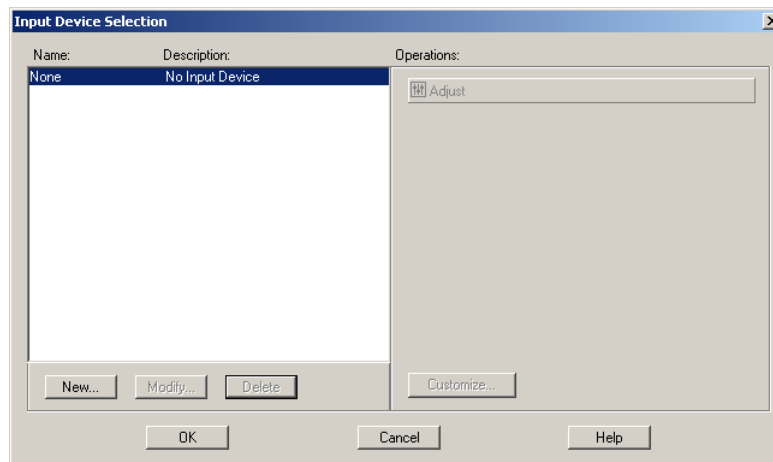 Input Device Selection
Name: Description: Operations:
None No Input Device
Adjust
New... Modify... Delete Customize...
OK Cancel Help